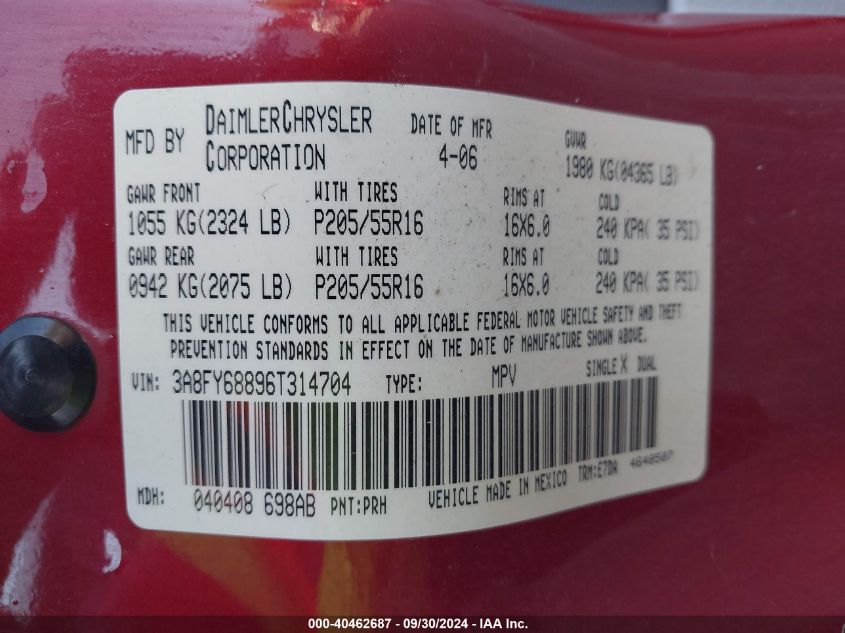 MFD BY DAIMLERCHRYSLER CORPORATION DATE OF MFR 4-06 GVWR 1980 KG(04365 LB)
GAWR FRONT WITH TIRES RIMS AT COLD
1055 KG(2324 LB) P205/55R16 16X6.0 240 KPA( 35 PSI)
GAWR REAR WITH TIRES RIMS AT COLD
0942 KG(2075 LB) P205/55R16 16X6.0 240 KPA( 35 PSI)
THIS VEHICLE CONFORMS TO ALL APPLICABLE FEDERAL MOTOR VEHICLE SAFETY AND THEFT
PREVENTION STANDARDS IN EFFECT ON THE DATE OF MANUFACTURE SHOWN ABOVE.
VIN: 3A8FY68896T314704 TYPE: MPV SINGLE X DUAL
MDH: 040408 698AB PNT:PRH VEHICLE MADE IN MEXICO TRM:E7DA 4648507
000-40462687 - 09/30/2024 - IAA Inc.